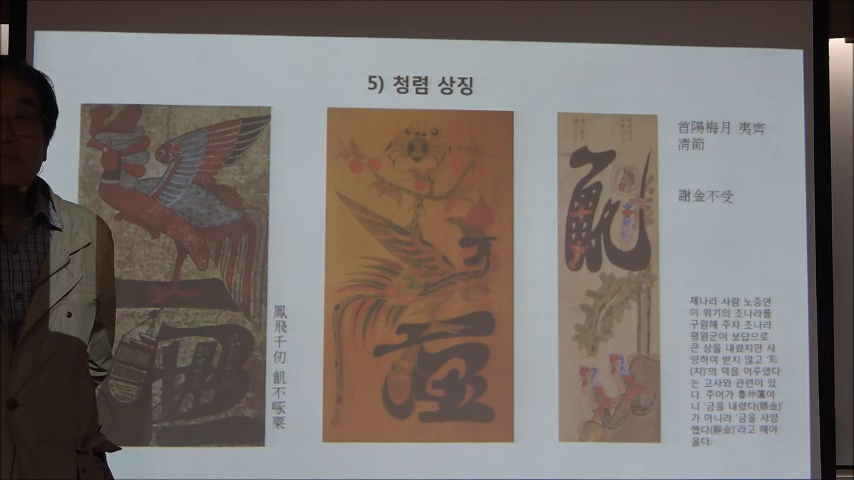 5) 청렴 상징
鳳飛千仞 飢不啄粟
首陽梅月 夷齊
淸節
謝金不受
제나라 사람 노중연
이 위기의 조나라를
구원해 주자 조나라
평원군이 보답으로
큰 상을 내렸지만 사
양하여 받지 않고 '恥
(치)'의 덕을 이루었다
는 고사와 관련이 있
다. 주어가 魯仲連이
니 '금을 내렸다(賜金)'
가 아니라 '금을 사양
했다(辭金)'라고 해야
옳다.